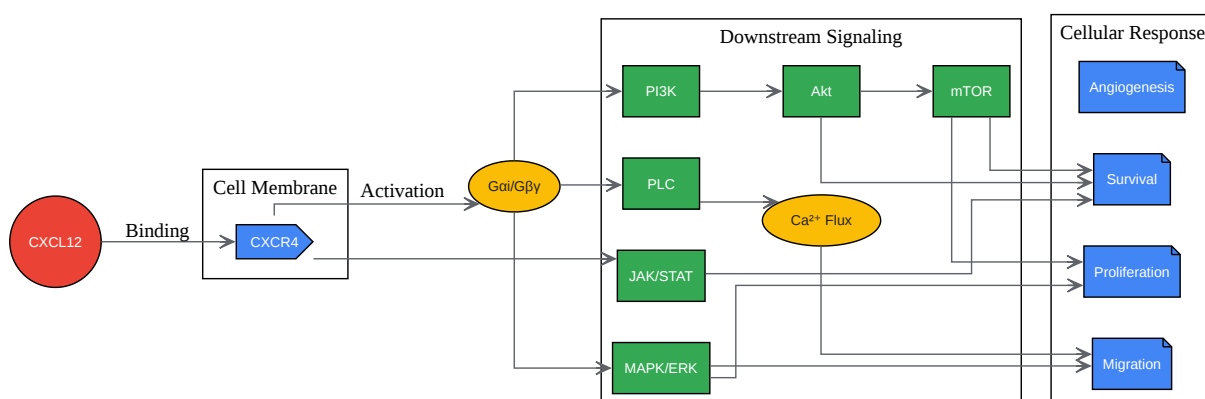 CXCL12
Binding
Cell Membrane
CXCR4
Activation
Gαi/Gβγ
Downstream Signaling
PI3K
Akt
mTOR
PLC
Ca²⁺ Flux
JAK/STAT
MAPK/ERK
Cellular Response
Angiogenesis
Survival
Proliferation
Migration